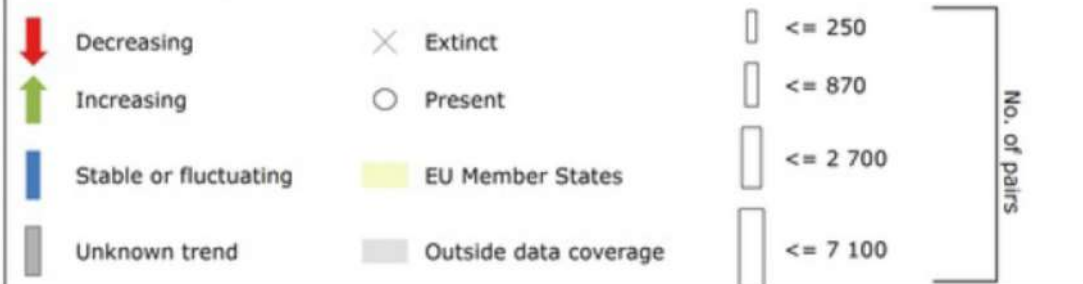 Decreasing
Increasing
Stable or fluctuating
Unknown trend
Extinct
Present
EU Member States
Outside data coverage
<= 250
<= 870
<= 2 700
<= 7 100
No. of pairs